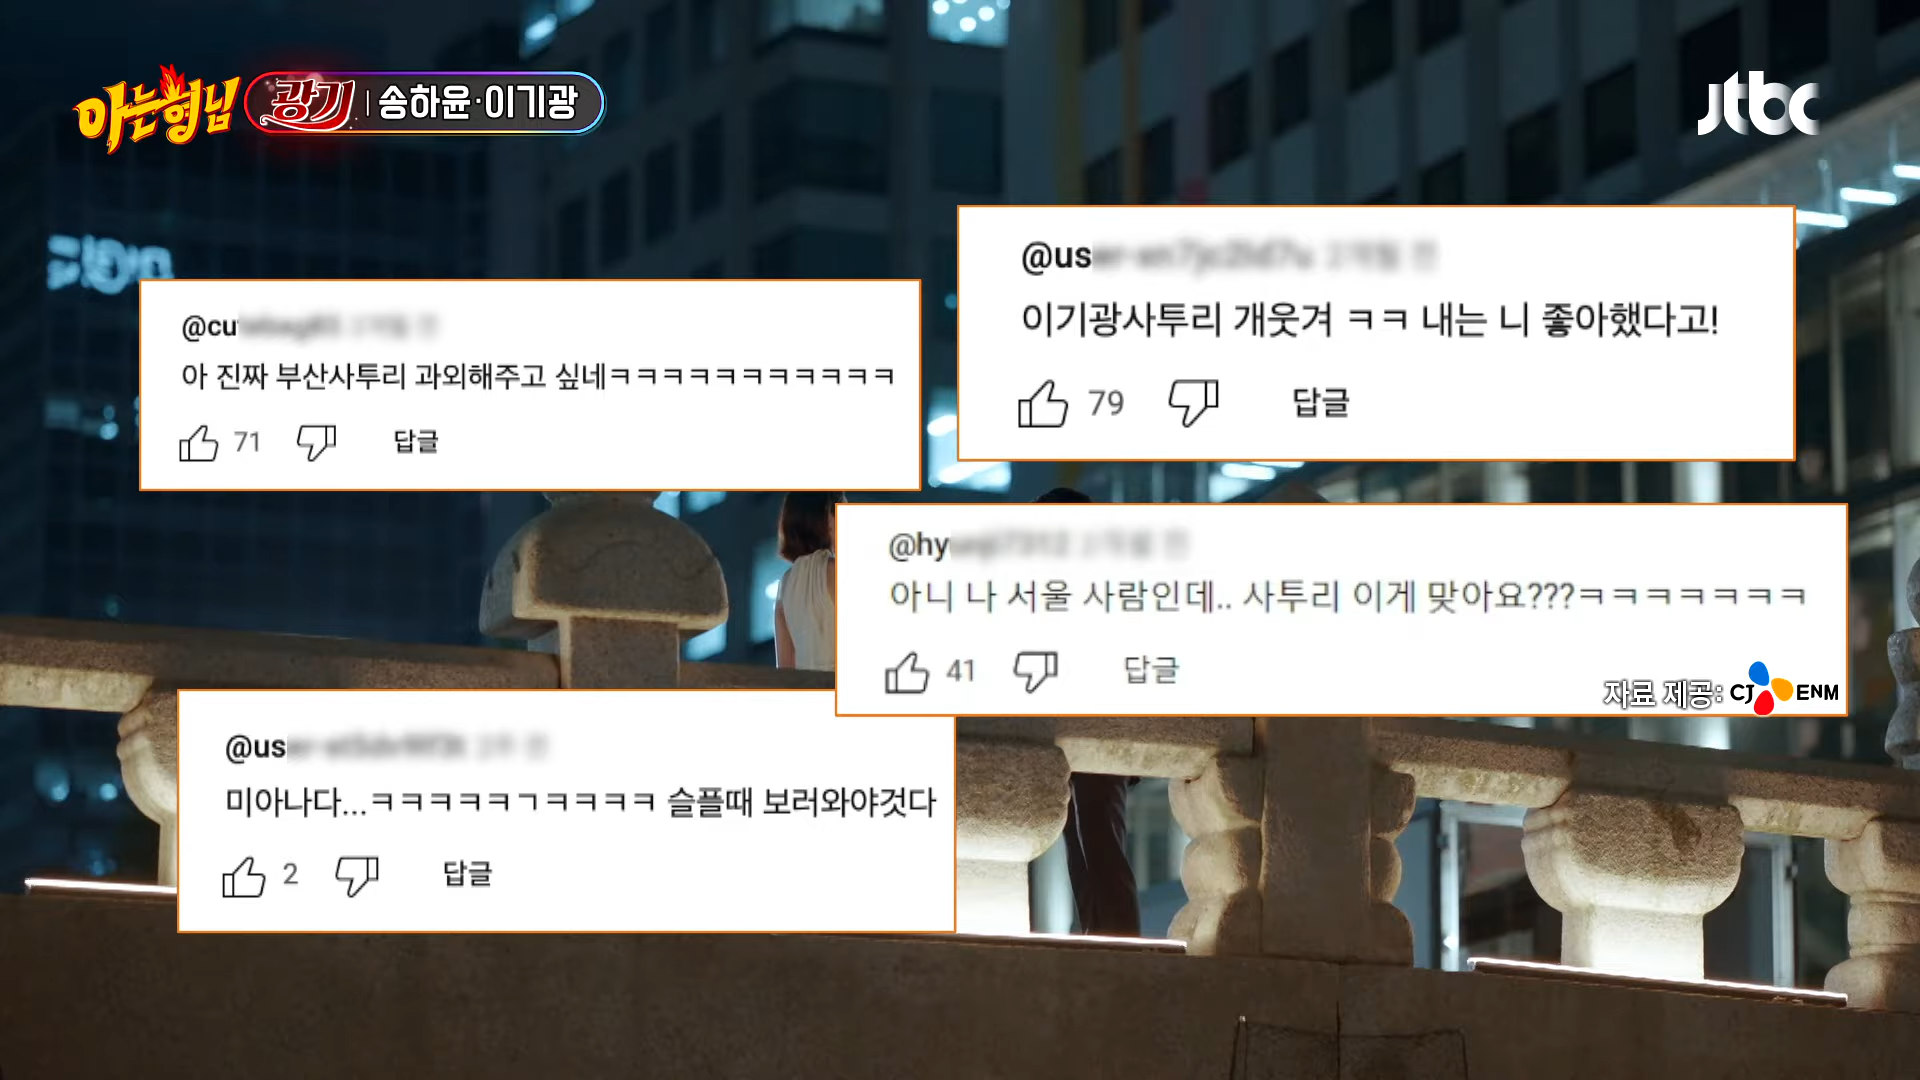 아는형님 광기 송하윤·이기광
jtbc
@us
이기광사투리 개웃겨 ㅋㅋ 내는 니 좋아했다고!
79 답글
@cu
아 진짜 부산사투리 과외해주고 싶네ㅋㅋㅋㅋㅋㅋㅋㅋㅋㅋㅋ
71 답글
@hy
아니 나 서울 사람인데.. 사투리 이게 맞아요???ㅋㅋㅋㅋㅋㅋㅋ
41 답글
자료 제공: CJ ENM
@us
미아나다...ㅋㅋㅋㅋㅋㄱㅋㅋㅋㅋ 슬플때 보러와야것다
2 답글